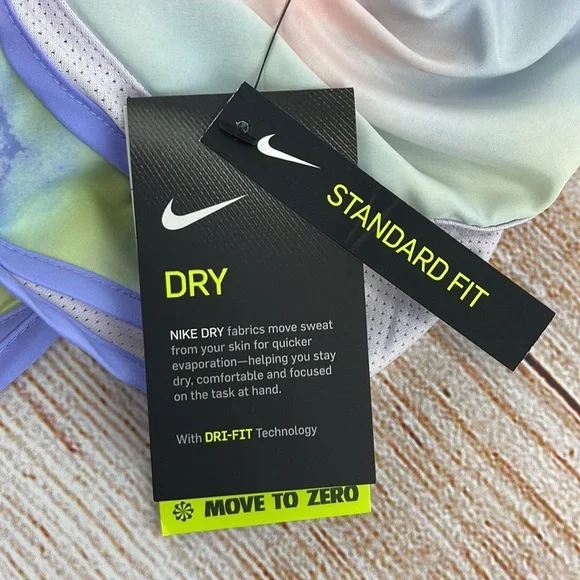 DRY
NIKE DRY fabrics move sweat
from your skin for quicker
evaporation—helping you stay
dry, comfortable and focused
on the task at hand.
With DRI-FIT Technology
MOVE TO ZERO
STANDARD FIT